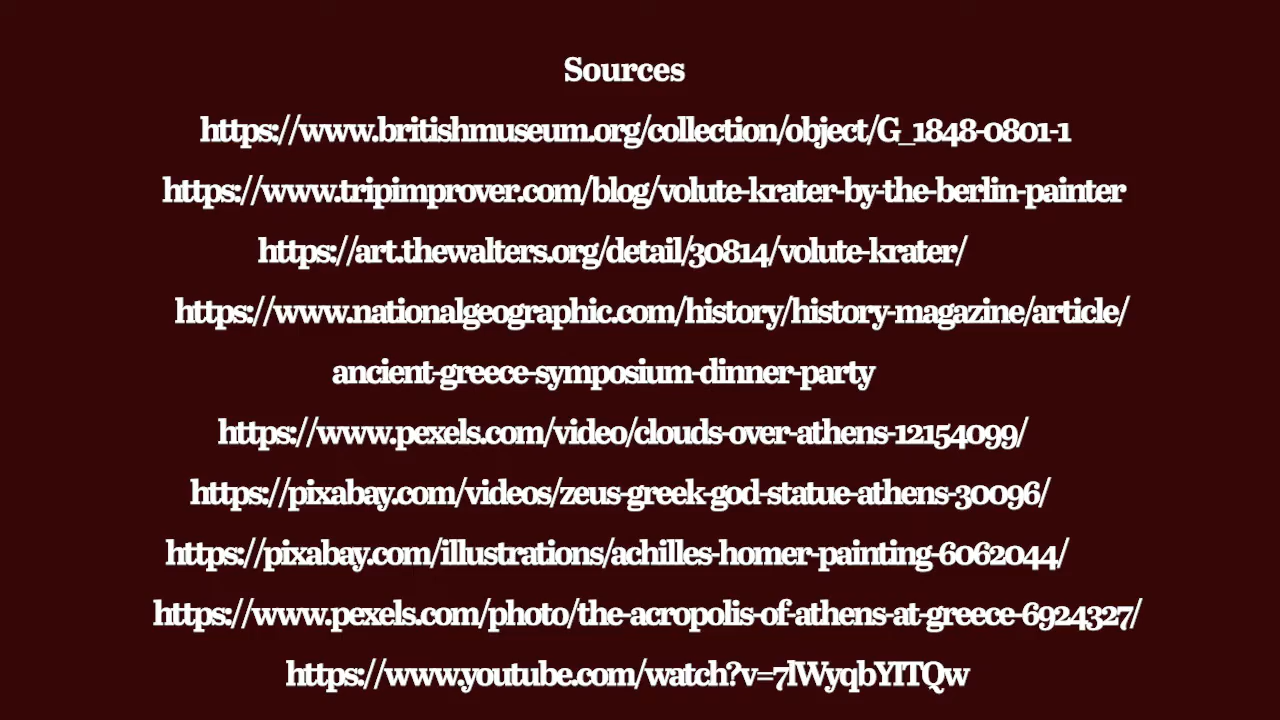 Sources
https://www.britishmuseum.org/collection/object/G_1848-0801-1
https://www.tripimprover.com/blog/volute-krater-by-the-berlin-painter
https://art.thewalters.org/detail/30814/volute-krater/
https://www.nationalgeographic.com/history/history-magazine/article/
ancient-greece-symposium-dinner-party
https://www.pexels.com/video/clouds-over-athens-12154099/
https://pixabay.com/videos/zeus-greek-god-statue-athens-30096/
https://pixabay.com/illustrations/achilles-homer-painting-6062044/
https://www.pexels.com/photo/the-acropolis-of-athens-at-greece-6924327/
https://www.youtube.com/watch?v=7lWyqbYITQw